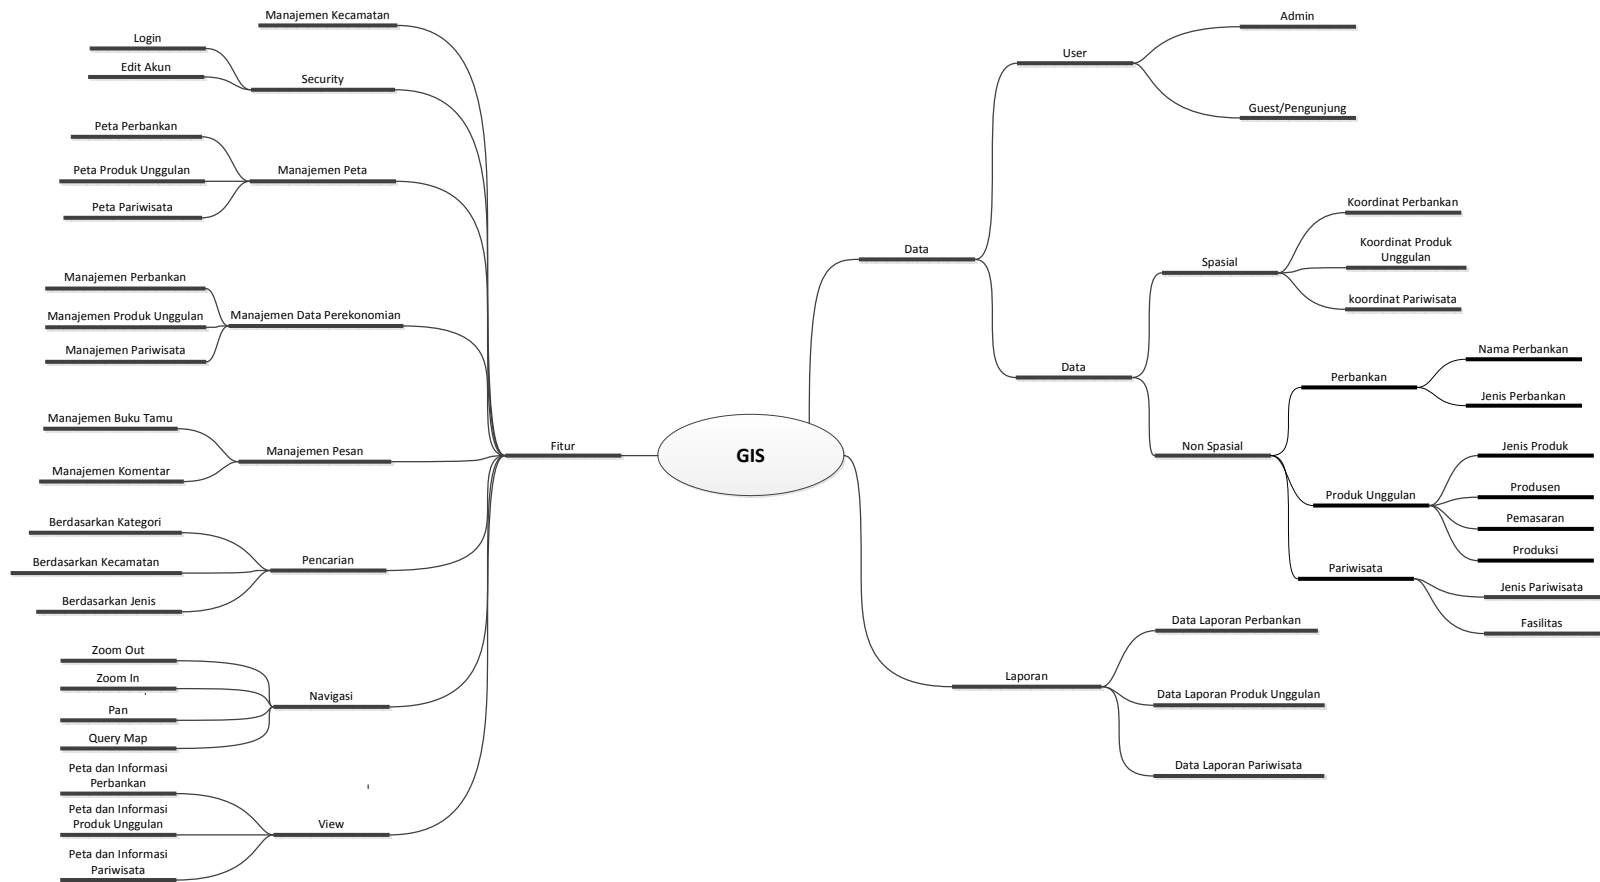 Manajemen Kecamatan
Login
Edit Akun
Security
Peta Perbankan
Peta Produk Unggulan
Peta Pariwisata
Manajemen Peta
Manajemen Perbankan
Manajemen Produk Unggulan
Manajemen Pariwisata
Manajemen Data Perekonomian
Manajemen Buku Tamu
Manajemen Komentar
Manajemen Pesan
Berdasarkan Kategori
Berdasarkan Kecamatan
Berdasarkan Jenis
Pencarian
Zoom Out
Zoom In
Pan
Query Map
Navigasi
Peta dan Informasi
Perbankan
Peta dan Informasi
Produk Unggulan
Peta dan Informasi
Pariwisata
View
Fitur
GIS
Data
User
Admin
Guest/Pengunjung
Data
Spasial
Koordinat Perbankan
Koordinat Produk
Unggulan
koordinat Pariwisata
Non Spasial
Perbankan
Nama Perbankan
Jenis Perbankan
Produk Unggulan
Jenis Produk
Produsen
Pemasaran
Produksi
Pariwisata
Jenis Pariwisata
Fasilitas
Laporan
Data Laporan Perbankan
Data Laporan Produk Unggulan
Data Laporan Pariwisata